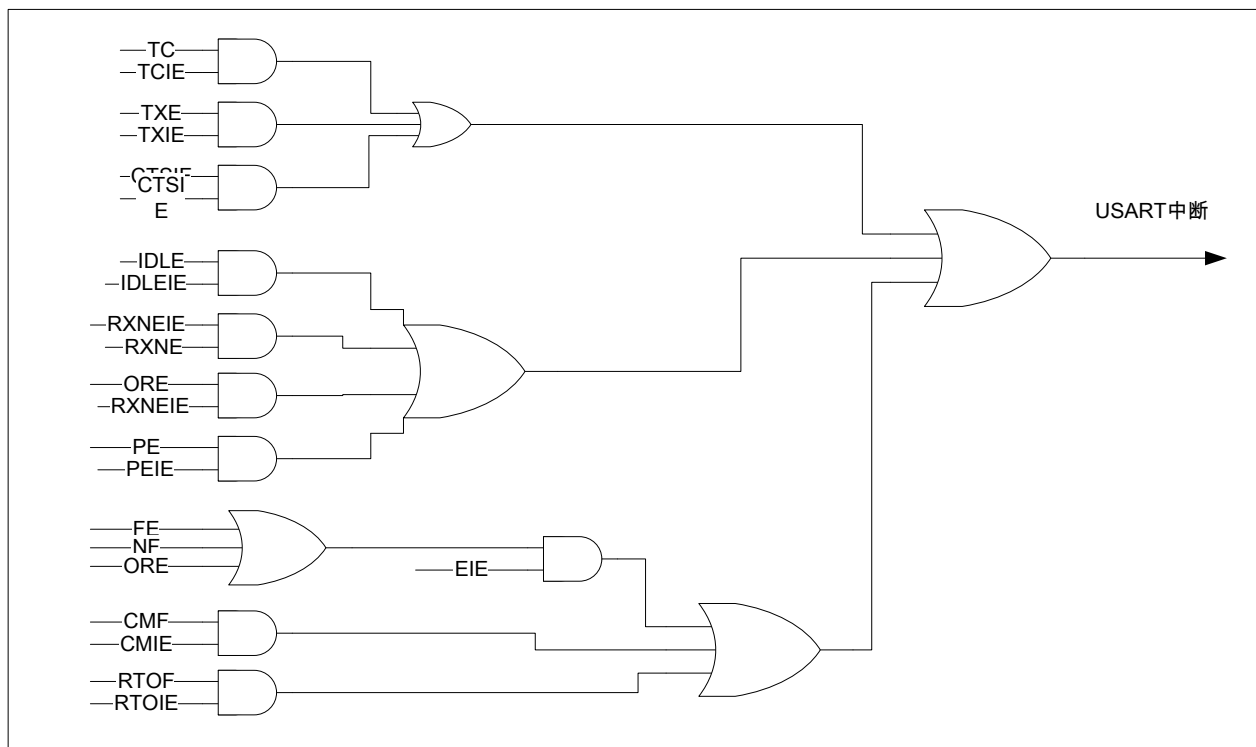 TC
TCIE
TXE
TXIE
CTSIF
CTSI
E
USART中断
IDLE
IDLEIE
RXNEIE
RXNE
ORE
RXNEIE
PE
PEIE
FE
NF
ORE
EIE
CMF
CMIE
RTOF
RTOIE